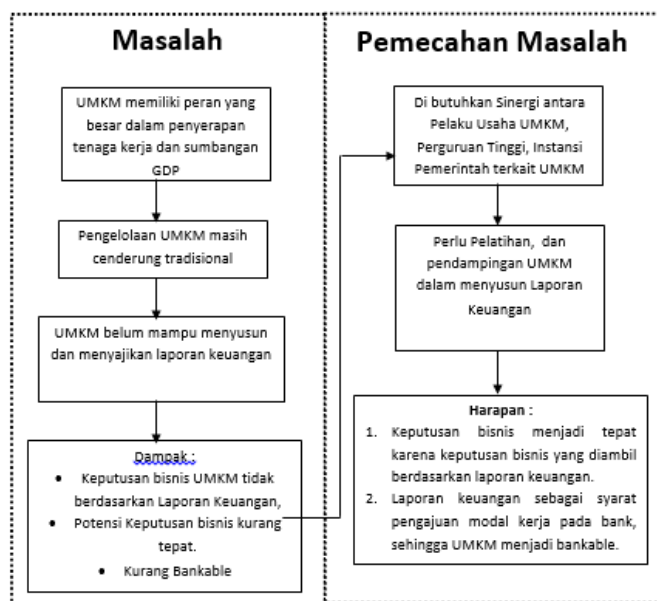 Masalah
UMKM memiliki peran yang
besar dalam penyerapan
tenaga kerja dan sumbangan
GDP
Pengelolaan UMKM masih
cenderung tradisional
UMKM belum mampu menyusun
dan menyajikan laporan keuangan
Dampak :
• Keputusan bisnis UMKM tidak
berdasarkan Laporan Keuangan,
• Potensi Keputusan bisnis kurang
tepat.
• Kurang Bankable
Pemecahan Masalah
Di butuhkan Sinergi antara
Pelaku Usaha UMKM,
Perguruan Tinggi, Instansi
Pemerintah terkait UMKM
Perlu Pelatihan, dan
pendampingan UMKM
dalam menyusun Laporan
Keuangan
Harapan :
1. Keputusan bisnis menjadi tepat
karena keputusan bisnis yang diambil
berdasarkan laporan keuangan.
2. Laporan keuangan sebagai syarat
pengajuan modal kerja pada bank,
sehingga UMKM menjadi bankable.